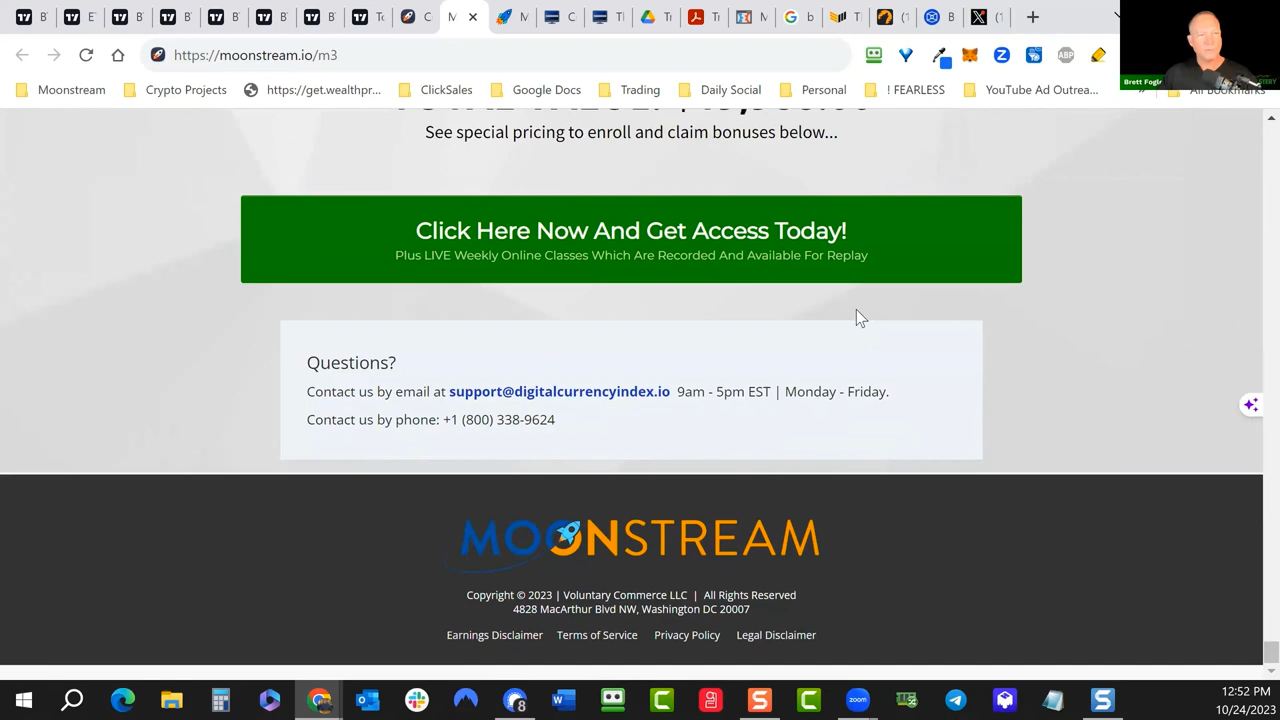 https://moonstream.io/m3
Moonstream
Crypto Projects
https://get.wealthpr...
ClickSales
Google Docs
Trading
Daily Social
Personal
! FEARLESS
YouTube Ad Outrea...
All Bookmarks
Brett Fogle
See special pricing to enroll and claim bonuses below...
Click Here Now And Get Access Today!
Plus LIVE Weekly Online Classes Which Are Recorded And Available For Replay
Questions?
Contact us by email at support@digitalcurrencyindex.io 9am - 5pm EST | Monday - Friday.
Contact us by phone: +1 (800) 338-9624
MOONSTREAM
Copyright © 2023 | Voluntary Commerce LLC | All Rights Reserved
4828 MacArthur Blvd NW, Washington DC 20007
Earnings Disclaimer Terms of Service Privacy Policy Legal Disclaimer
12:52 PM
10/24/2023